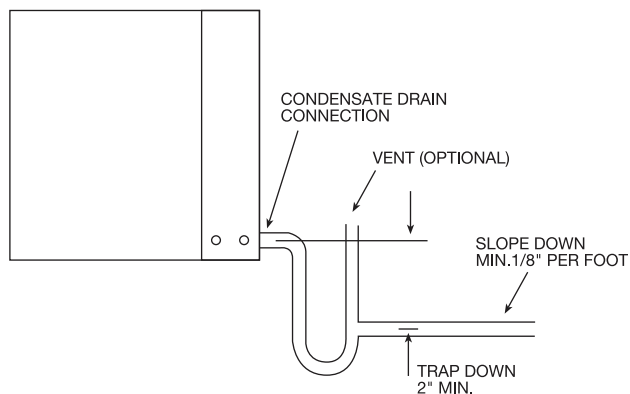 CONDENSATE DRAIN
CONNECTION
VENT (OPTIONAL)
SLOPE DOWN
MIN.1/8" PER FOOT
TRAP DOWN
2" MIN.